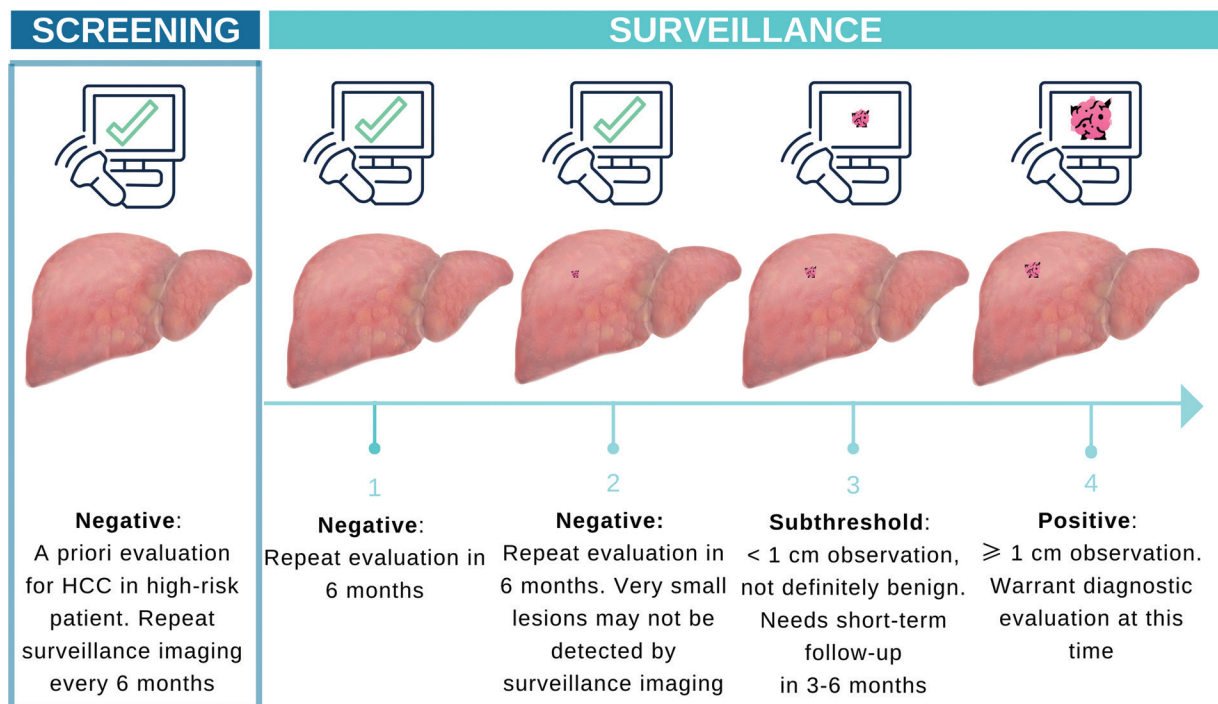 SCREENING
SURVEILLANCE
1
2
3
4
Negative:
A priori evaluation
for HCC in high-risk
patient. Repeat
surveillance imaging
every 6 months
Negative:
Repeat evaluation in
6 months
Negative:
Repeat evaluation in
6 months. Very small
lesions may not be
detected by
surveillance imaging
Subthreshold:
< 1 cm observation,
not definitely benign.
Needs short-term
follow-up
in 3-6 months
Positive:
⩾ 1 cm observation.
Warrant diagnostic
evaluation at this
time